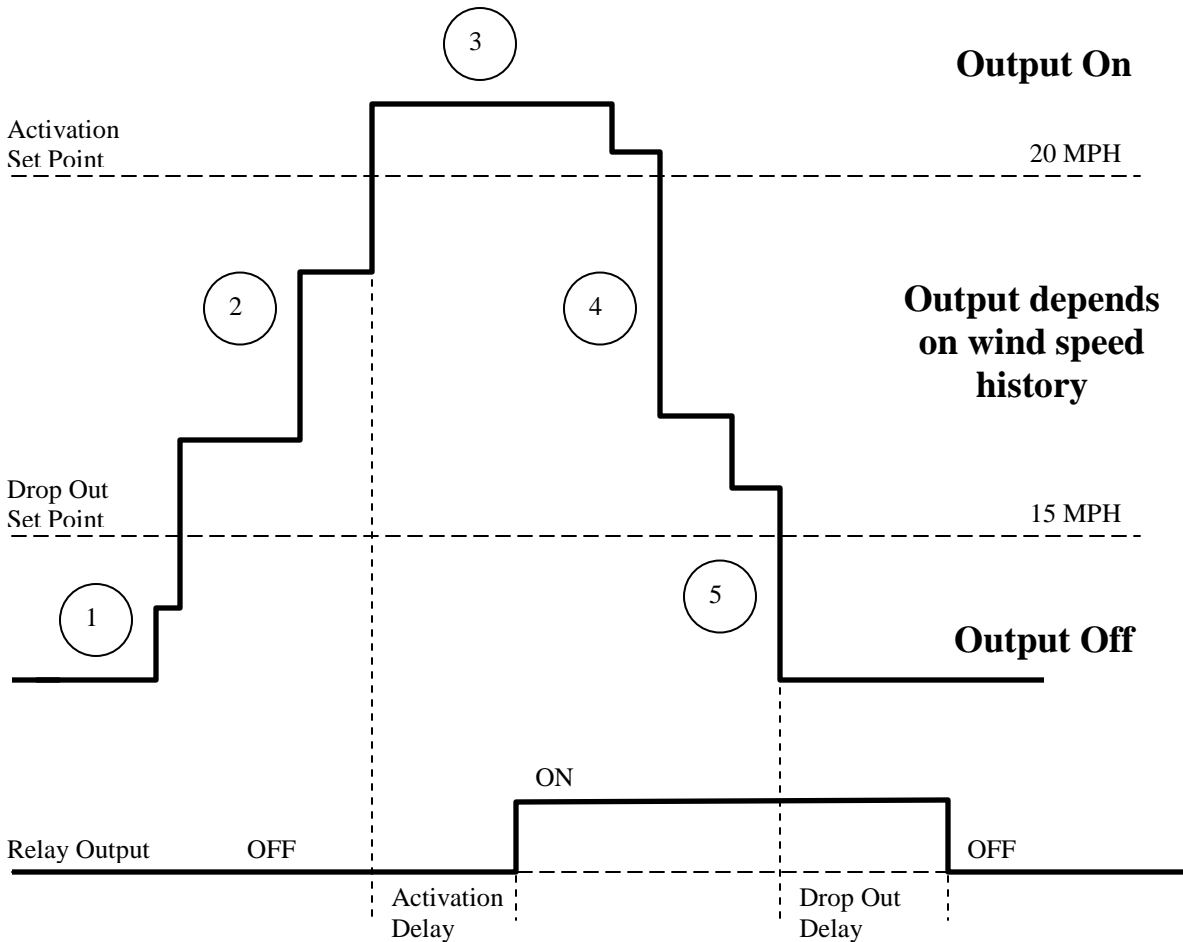 3
Output On
Activation
Set Point
20 MPH
2
4
Output depends
on wind speed
history
Drop Out
Set Point
15 MPH
1
5
Output Off
ON
Relay Output
OFF
OFF
Activation
Delay
Drop Out
Delay